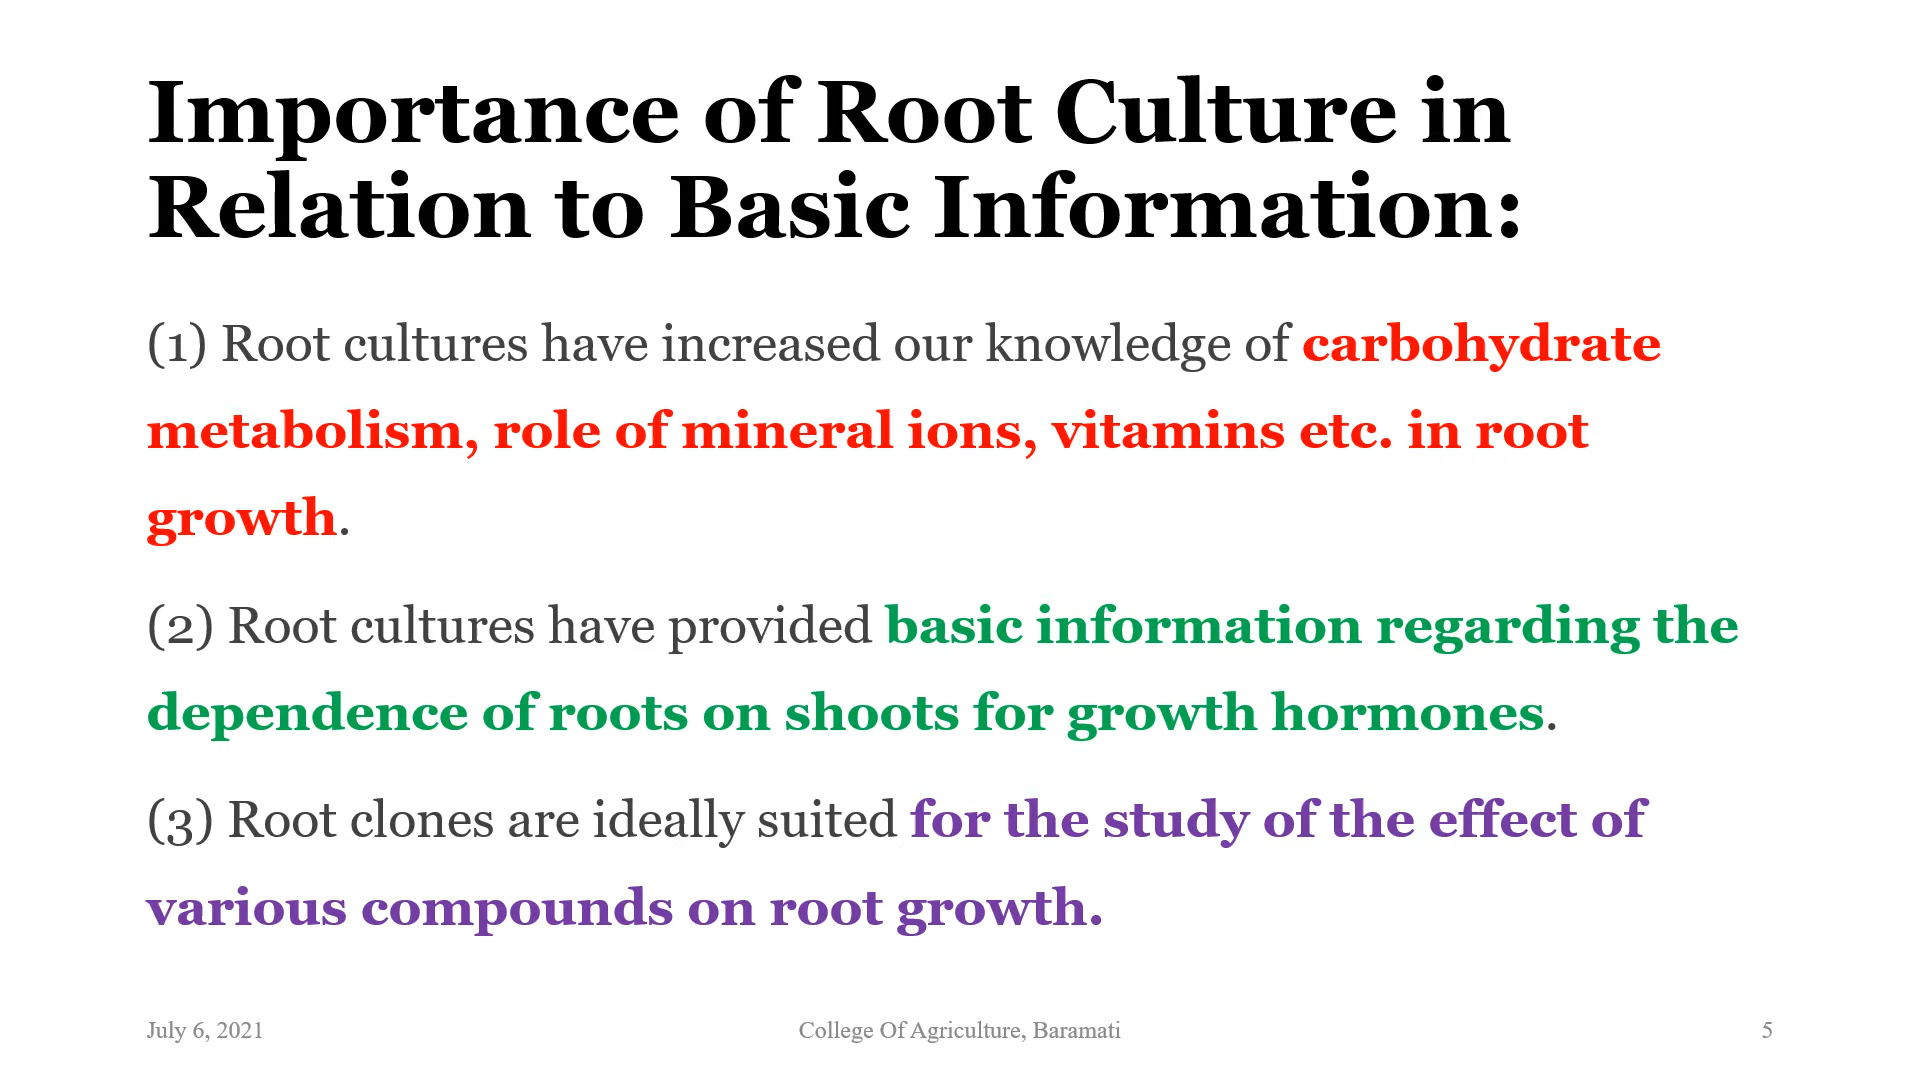 Importance of Root Culture in
Relation to Basic Information:
(1) Root cultures have increased our knowledge of carbohydrate
metabolism, role of mineral ions, vitamins etc. in root
growth.
(2) Root cultures have provided basic information regarding the
dependence of roots on shoots for growth hormones.
(3) Root clones are ideally suited for the study of the effect of
various compounds on root growth.
July 6, 2021
College Of Agriculture, Baramati
5